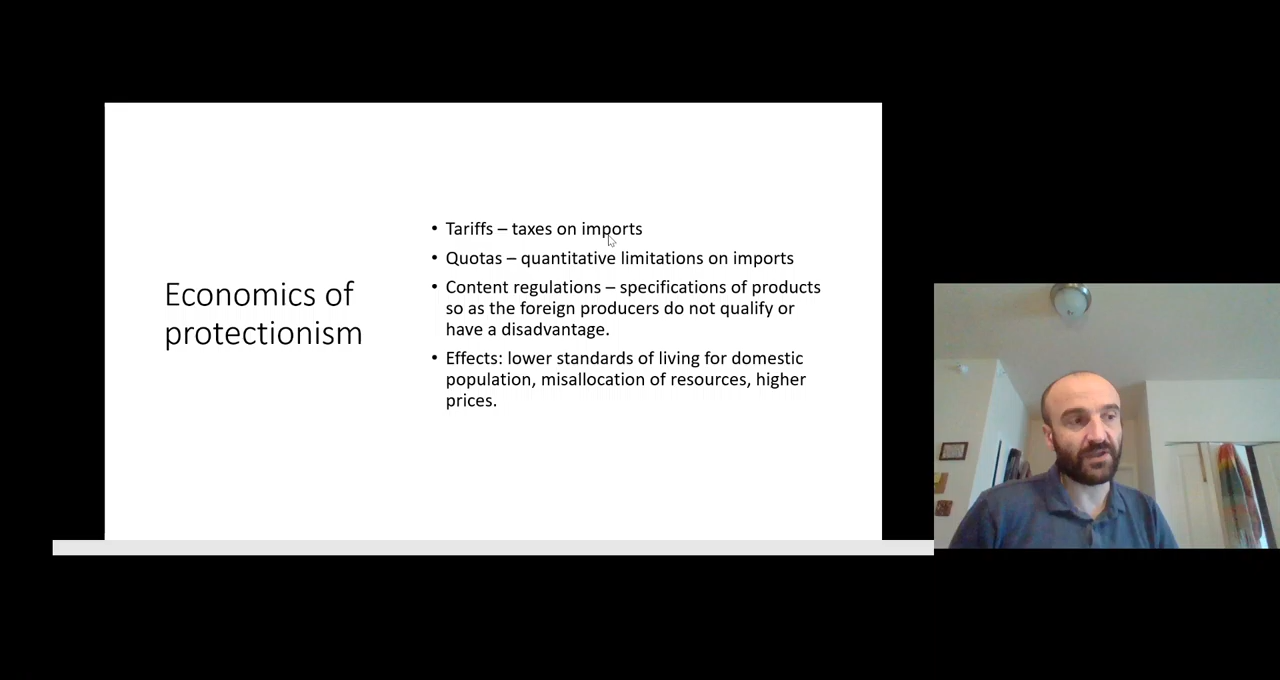 Economics of
protectionism
• Tariffs – taxes on imports
• Quotas – quantitative limitations on imports
• Content regulations – specifications of products
so as the foreign producers do not qualify or
have a disadvantage.
• Effects: lower standards of living for domestic
population, misallocation of resources, higher
prices.